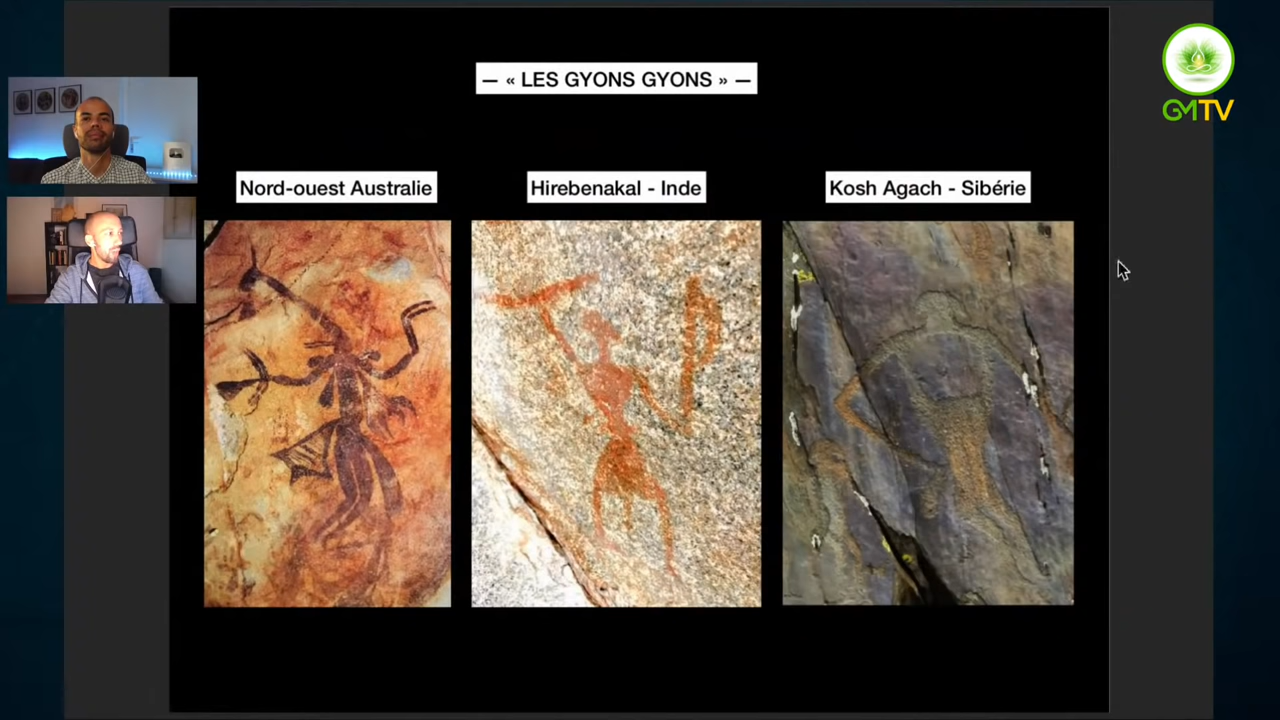 — « LES GYONS GYONS » —
Nord-ouest Australie
Hirebenakal - Inde
Kosh Agach - Sibérie
GMTV